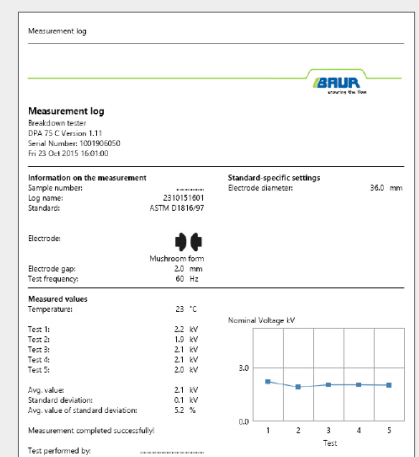 Measurement log
BAUR
ensuring the flow
Measurement log
Breakdown tester
DPA 75 C Version 1.11
Serial Number: 1001906050
Fri 23 Oct 2015 16:01:00
Information on the measurement
Sample number: ..............
Log name: 2310151601
Standard: ASTM D1816/97
Electrode:
Mushroom form
Electrode gap: 2.0 mm
Test frequency: 60 Hz
Standard-specific settings
Electrode diameter: 36.0 mm
Measured values
Temperature: 23 °C
Test 1: 2.2 kV
Test 2: 1.9 kV
Test 3: 2.1 kV
Test 4: 2.1 kV
Test 5: 2.0 kV
Avg. value: 2.1 kV
Standard deviation: 0.1 kV
Avg. value of standard deviation: 5.2 %
Measurement completed successfully!
Test performed by: ..............................
Nominal Voltage kV
3.0
0.0
1 2 3 4 5
Test